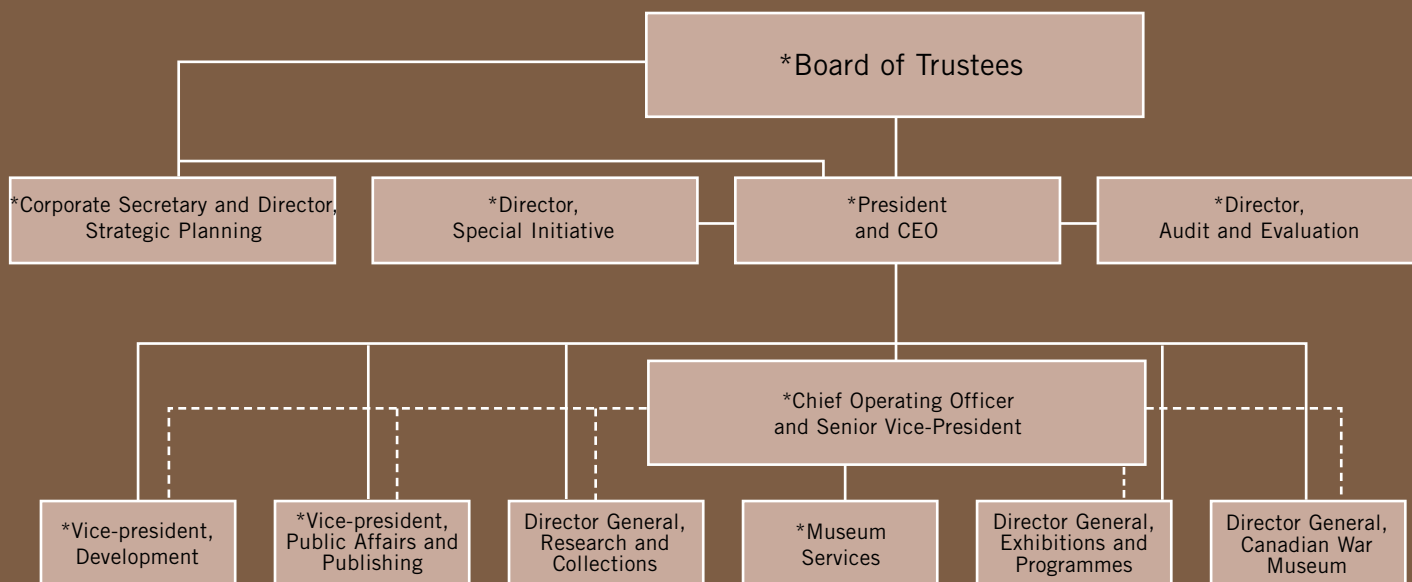 *Board of Trustees
*Corporate Secretary and Director,
Strategic Planning
*Director,
Special Initiative
*President
and CEO
*Director,
Audit and Evaluation
*Chief Operating Officer
and Senior Vice-President
*Vice-president,
Development
*Vice-president,
Public Affairs and
Publishing
Director General,
Research and
Collections
*Museum
Services
Director General,
Exhibitions and
Programmes
Director General,
Canadian War
Museum